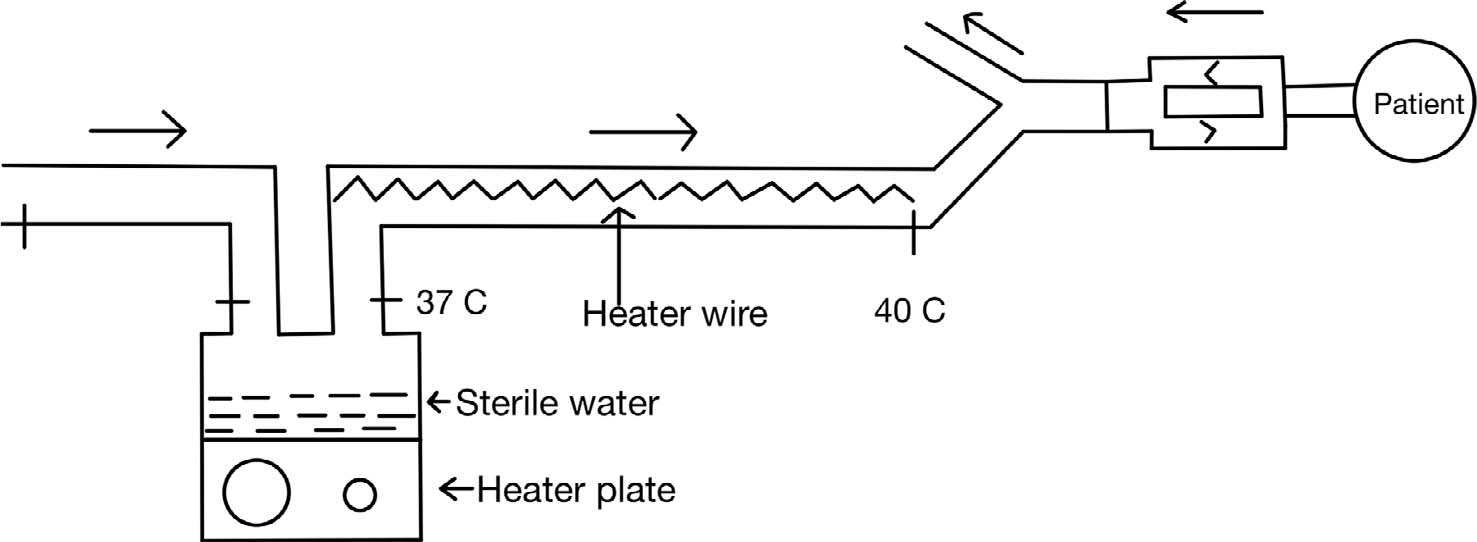 Patient
37 C
Heater wire
40 C
Sterile water
Heater plate